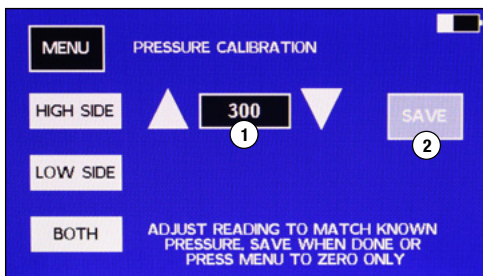 MENU
PRESSURE CALIBRATION
HIGH SIDE
300
1
SAVE
2
LOW SIDE
BOTH
ADJUST READING TO MATCH KNOWN
PRESSURE, SAVE WHEN DONE OR
PRESS MENU TO ZERO ONLY